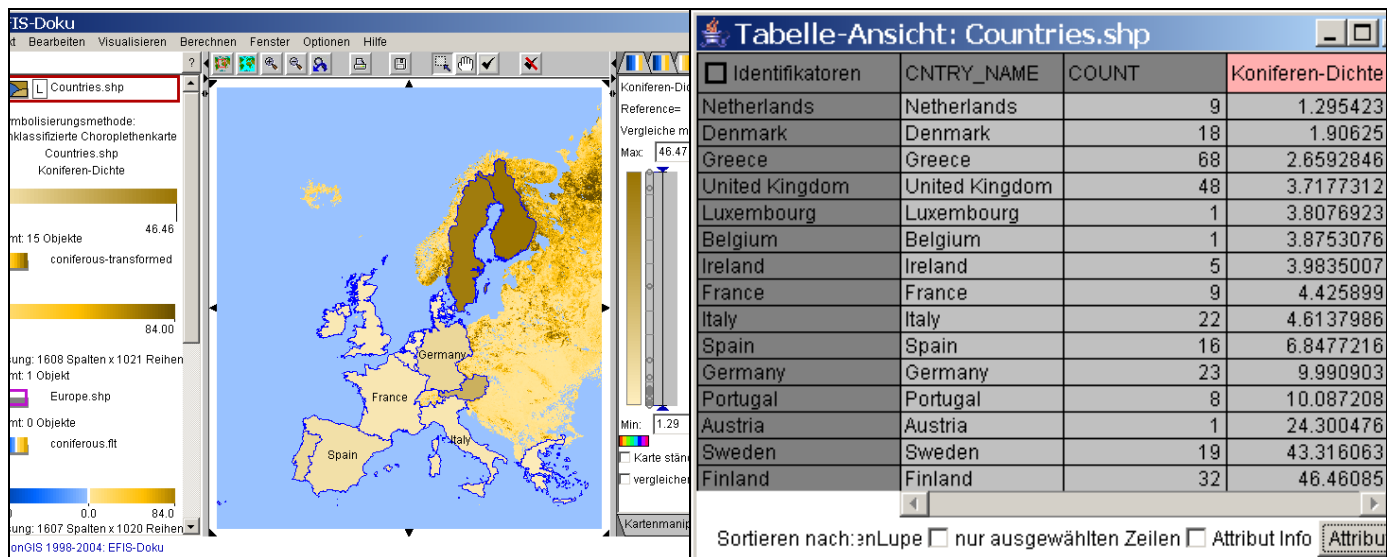 EFIS-Doku
Bearbeiten Visualisieren Berechnen Fenster Optionen Hilfe
?
L Countries.shp
mbolisierungsmethode:
nklassifizierte Choroplethenkarte
Countries.shp
Koniferen-Dichte
46.46
mt: 15 Objekte
coniferous-transformed
84.00
sung: 1608 Spalten x 1021 Reihen
mt: 1 Objekt
Europe.shp
mt: 0 Objekte
coniferous.flt
0 0.0 84.0
sung: 1607 Spalten x 1020 Reihen
onGIS 1998-2004: EFIS-Doku
Germany
France
Italy
Spain
Koniferen-Di
Reference=
Vergleiche m
Max: 46.47
Min: 1.29
Karte stän
vergleiche
Kartenmanip
Tabelle-Ansicht: Countries.shp
Identifikatoren CNTRY_NAME COUNT Koniferen-Dichte
Netherlands Netherlands 9 1.295423
Denmark Denmark 18 1.90625
Greece Greece 68 2.6592846
United Kingdom United Kingdom 48 3.7177312
Luxembourg Luxembourg 1 3.8076923
Belgium Belgium 1 3.8753076
Ireland Ireland 5 3.9835007
France France 9 4.425899
Italy Italy 22 4.6137986
Spain Spain 16 6.8477216
Germany Germany 23 9.990903
Portugal Portugal 8 10.087208
Austria Austria 1 24.300476
Sweden Sweden 19 43.316063
Finland Finland 32 46.46085
Sortieren nach: enLupe nur ausgewählten Zeilen Attribut Info Attribu